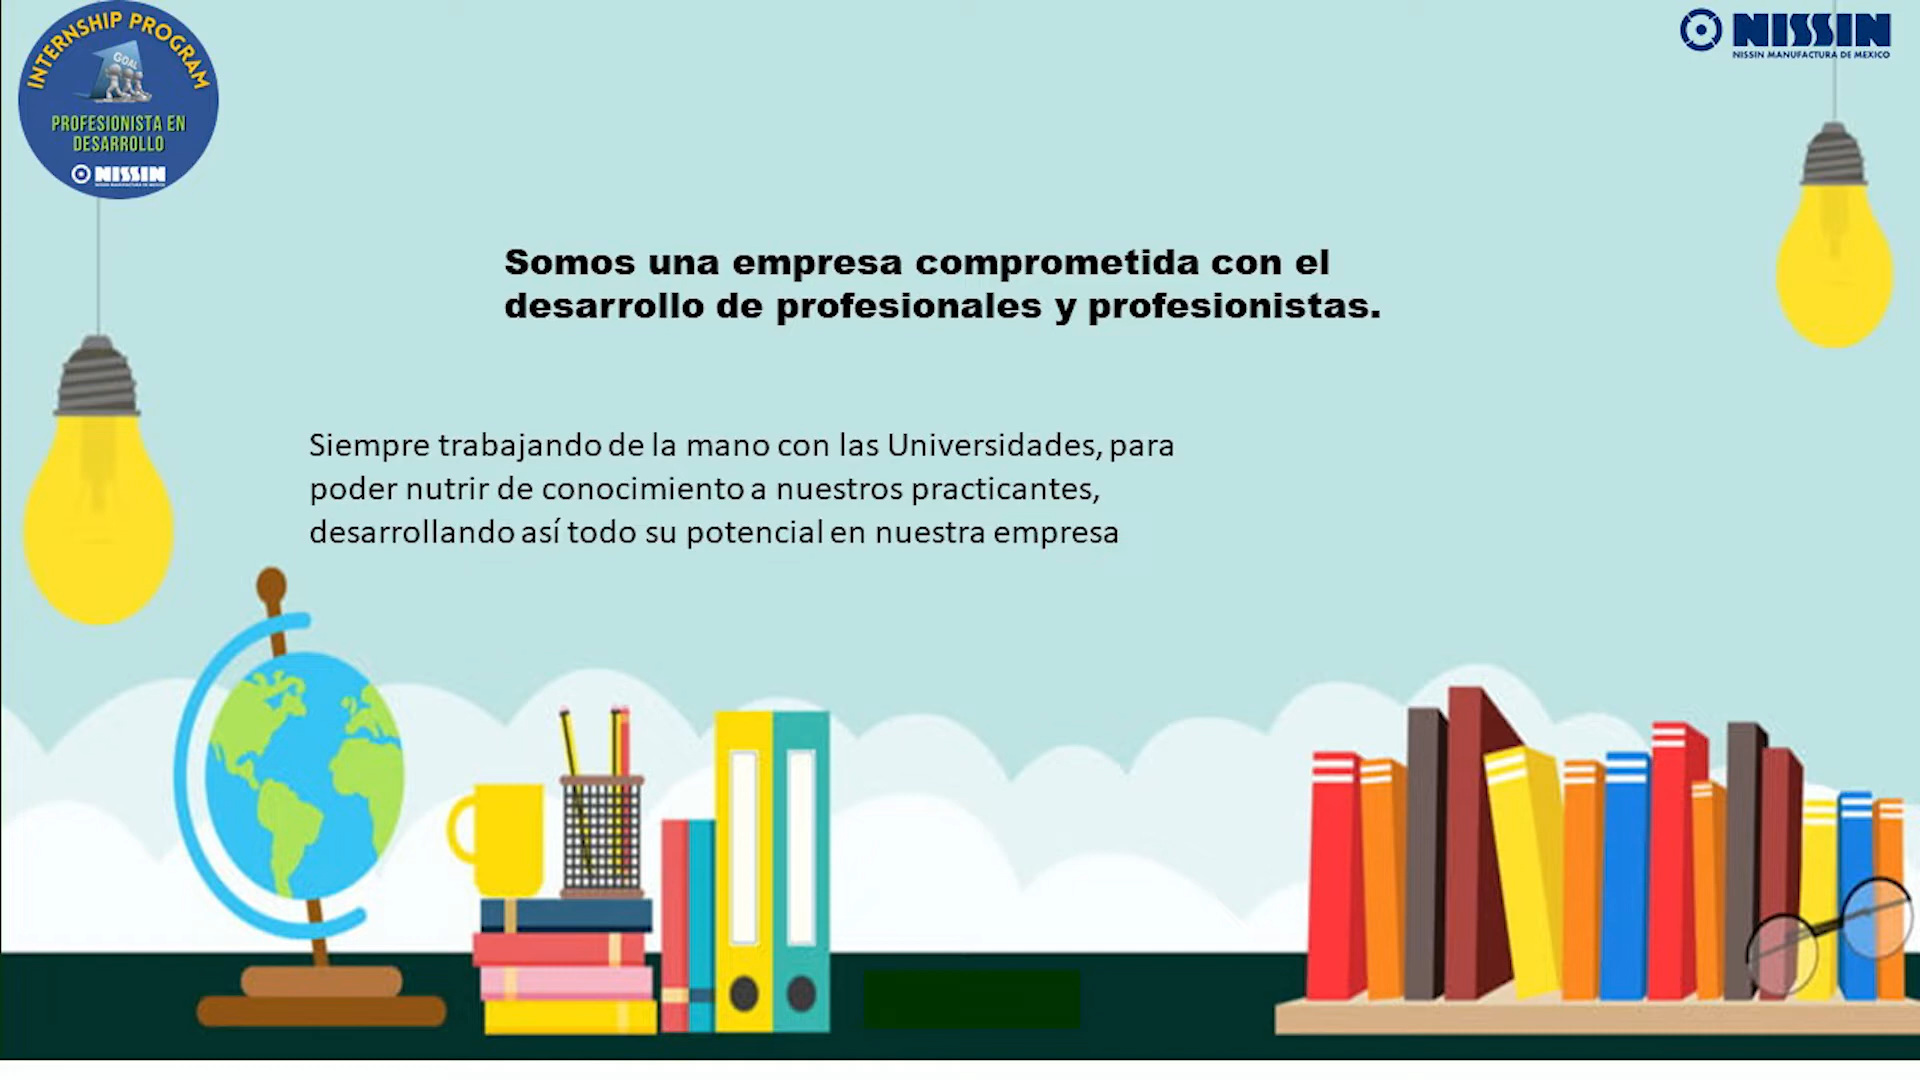 INTERNSHIP PROGRAM
GOAL
PROFESIONISTA EN
DESARROLLO
NISSIN
NISSIN
NISSIN MANUFACTURA DE MEXICO
Somos una empresa comprometida con el
desarrollo de profesionales y profesionistas.
Siempre trabajando de la mano con las Universidades, para
poder nutrir de conocimiento a nuestros practicantes,
desarrollando así todo su potencial en nuestra empresa